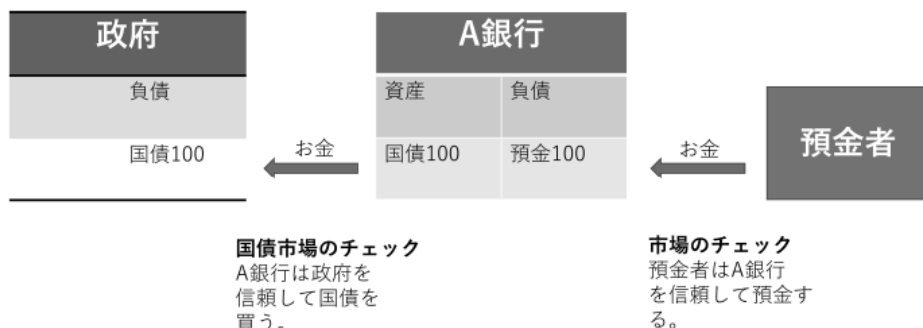 政府
負債
国債100
お金
A銀行
資産 負債
国債100 預金100
お金
預金者
国債市場のチェック
A銀行は政府を
信頼して国債を
買う。
市場のチェック
預金者はA銀行
を信頼して預金す
る。